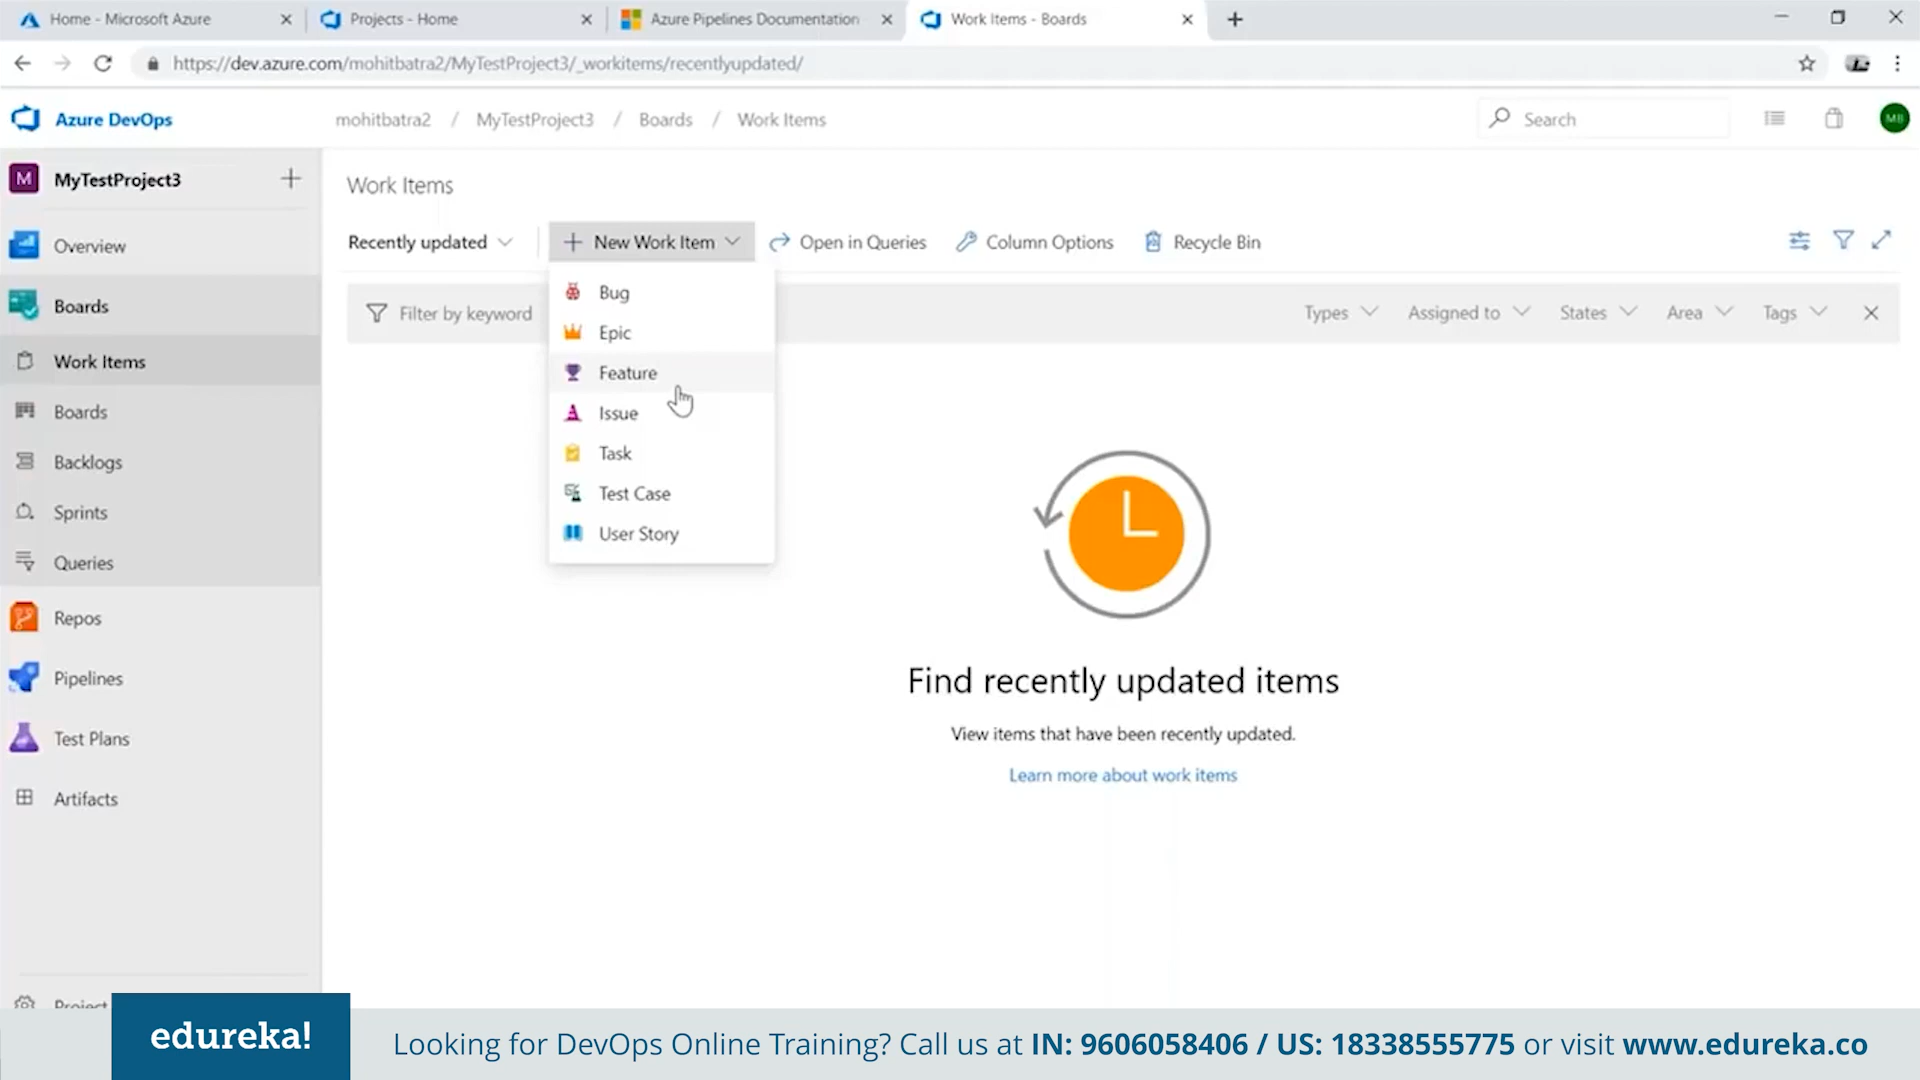 Home - Microsoft Azure
Projects - Home
Azure Pipelines Documentation
Work Items - Boards
https://dev.azure.com/mohitbatra2/MyTestProject3/_workitems/recentlyupdated/
Azure DevOps
mohitbatra2 / MyTestProject3 / Boards / Work Items
Search
MB
M
MyTestProject3
Work Items
Overview
Recently updated
New Work Item
Open in Queries
Column Options
Recycle Bin
Boards
Bug
Filter by keyword
Types
Assigned to
States
Area
Tags
Epic
Work Items
Feature
Boards
Issue
Backlogs
Task
Sprints
Test Case
Queries
User Story
Repos
Pipelines
Find recently updated items
Test Plans
View items that have been recently updated.
Learn more about work items
Artifacts
Project
edureka!
Looking for DevOps Online Training? Call us at IN: 9606058406 / US: 18338555775 or visit www.edureka.co